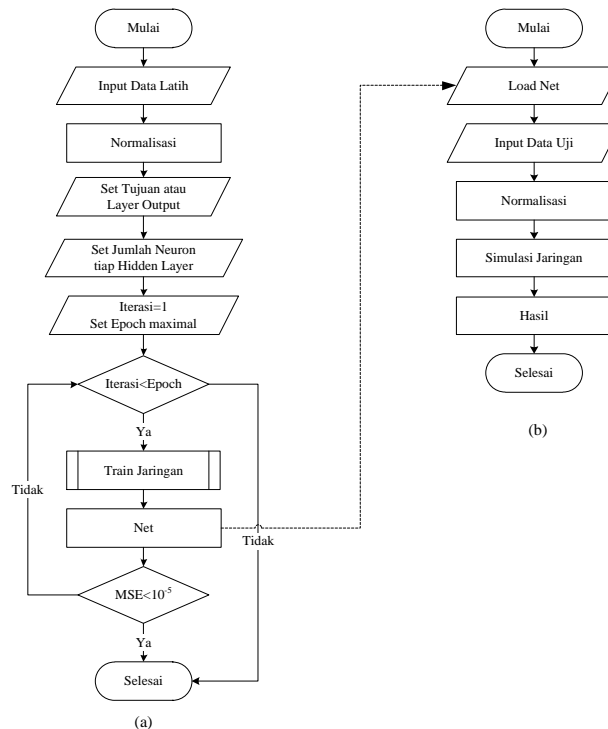 Mulai
Input Data Latih
Normalisasi
Set Tujuan atau
Layer Output
Set Jumlah Neuron
tiap Hidden Layer
Iterasi=1
Set Epoch maximal
Iterasi<Epoch
Ya
Train Jaringan
Tidak
Net
Tidak
MSE<10⁻⁵
Ya
Selesai
(a)
Mulai
Load Net
Input Data Uji
Normalisasi
Simulasi Jaringan
Hasil
Selesai
(b)